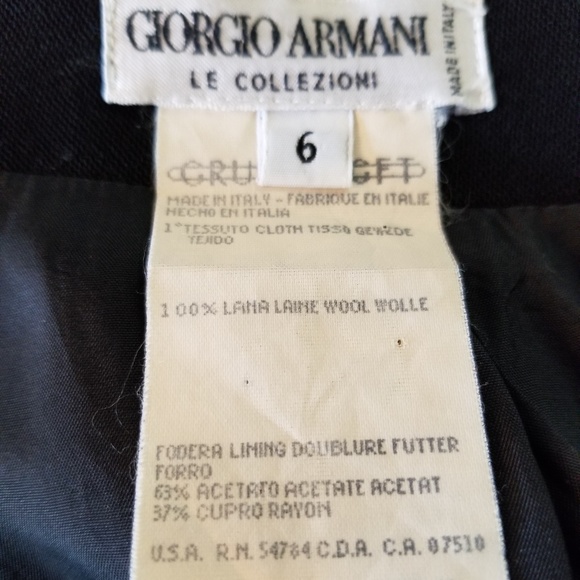 GIORGIO ARMANI
LE COLLEZIONI
MADE IN ITALY
6
MADE IN ITALY - FABRIQUE EN ITALIE
HECHO EN ITALIA
1° TESSUTO CLOTH TISSO GEWEDE
TEJIDO
100% LANA LAINE WOOL WOLLE
FODERA LINING DOUBLURE FUTTER
FORRO
63% ACETATO ACETATE ACETAT
37% CUPRO RAYON
U.S.A. R.N. 54784 C.D.A. C.A. 07510